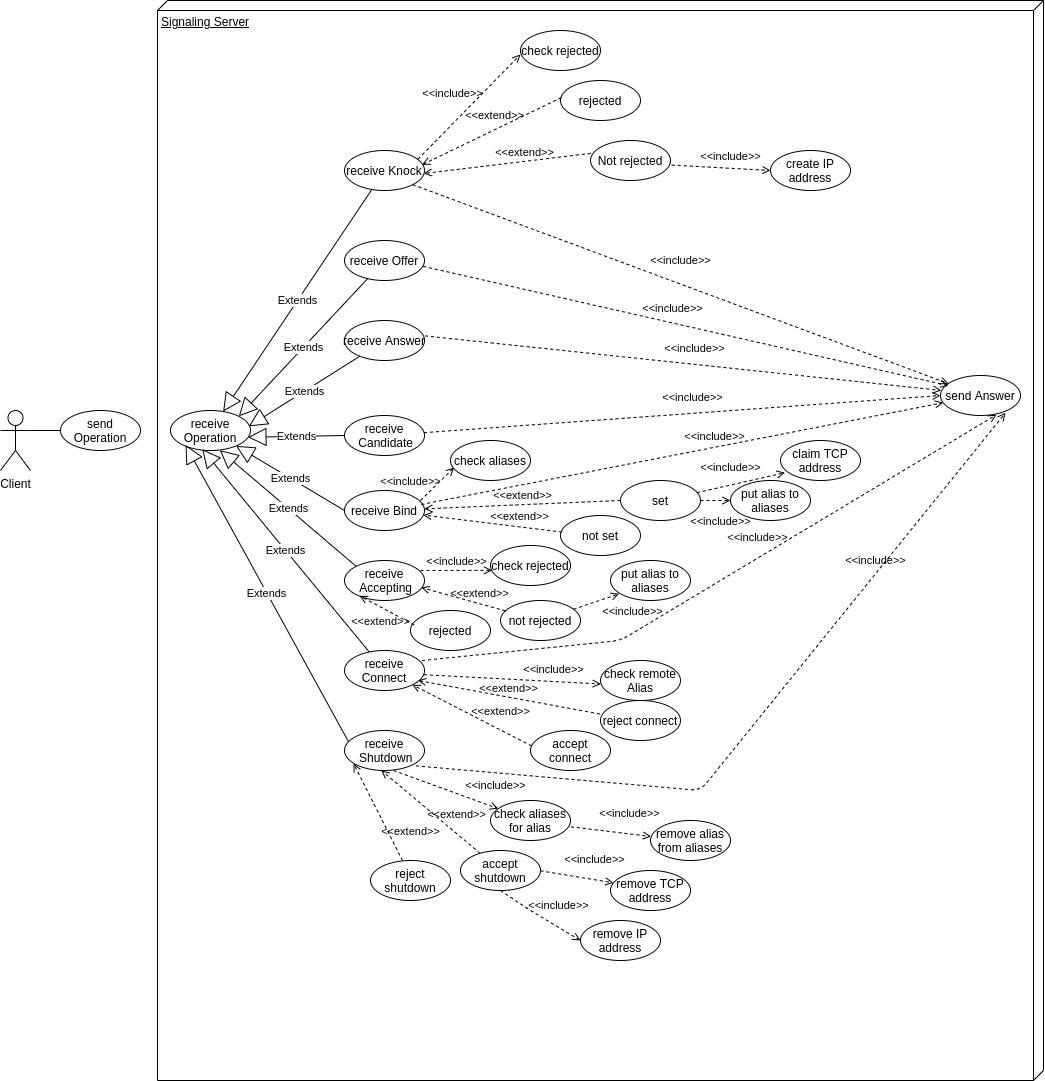 Signaling Server
check rejected
<<include>>
rejected
<<extend>>
Not rejected
<<extend>>
<<include>>
create IP
address
receive Knock
<<include>>
receive Offer
Extends
<<include>>
receive Answer
Extends
<<include>>
Extends
send Answer
<<include>>
send
Operation
receive
Operation
Extends
receive
Candidate
<<include>>
Client
check aliases
<<include>>
claim TCP
address
<<include>>
Extends
receive Bind
<<extend>>
set
put alias to
aliases
<<include>>
Extends
<<extend>>
not set
<<include>>
Extends
<<include>>
check rejected
<<include>>
receive
Accepting
put alias to
aliases
Extends
<<extend>>
<<include>>
<<extend>>
rejected
not rejected
receive
Connect
<<include>>
check remote
Alias
<<extend>>
reject connect
<<extend>>
accept
connect
receive
Shutdown
<<include>>
<<extend>>
check aliases
for alias
<<include>>
remove alias
from aliases
<<extend>>
reject
shutdown
accept
shutdown
<<include>>
remove TCP
address
<<include>>
remove IP
address